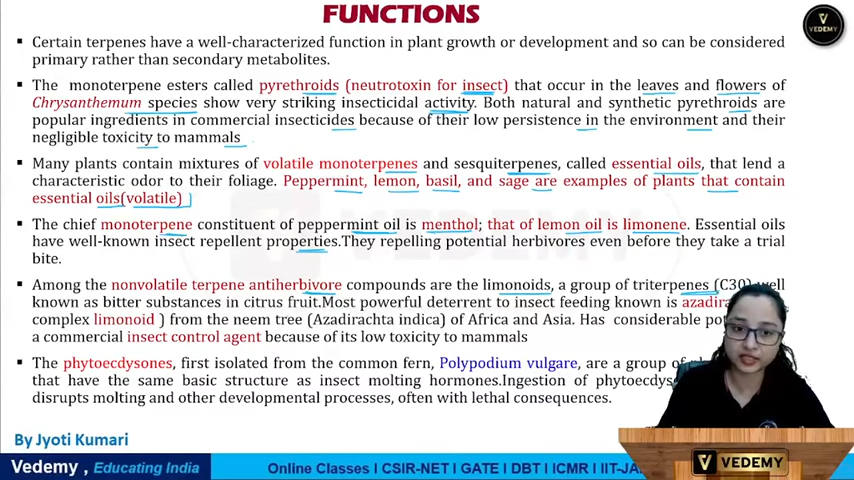 FUNCTIONS
VEDEMY
▪ Certain terpenes have a well-characterized function in plant growth or development and so can be considered
primary rather than secondary metabolites.
▪ The monoterpene esters called pyrethroids (neutrotoxin for insect) that occur in the leaves and flowers of
Chrysanthemum species show very striking insecticidal activity. Both natural and synthetic pyrethroids are
popular ingredients in commercial insecticides because of their low persistence in the environment and their
negligible toxicity to mammals
▪ Many plants contain mixtures of volatile monoterpenes and sesquiterpenes, called essential oils, that lend a
characteristic odor to their foliage. Peppermint, lemon, basil, and sage are examples of plants that contain
essential oils(volatile)
▪ The chief monoterpene constituent of peppermint oil is menthol; that of lemon oil is limonene. Essential oils
have well-known insect repellent properties.They repelling potential herbivores even before they take a trial
bite.
▪ Among the nonvolatile terpene antiherbivore compounds are the limonoids, a group of triterpenes (C30) well
known as bitter substances in citrus fruit.Most powerful deterrent to insect feeding known is
complex limonoid ) from the neem tree (Azadirachta indica) of Africa and Asia. Has considerable
a commercial insect control agent because of its low toxicity to mammals
▪ The phytoecdysones, first isolated from the common fern, Polypodium vulgare, are a group of
that have the same basic structure as insect molting hormones.Ingestion of
disrupts molting and other developmental processes, often with lethal consequences.
By Jyoti Kumari
VEDEMY
Vedemy , Educating India
Online Classes I CSIR-NET I GATE I DBT I ICMR I